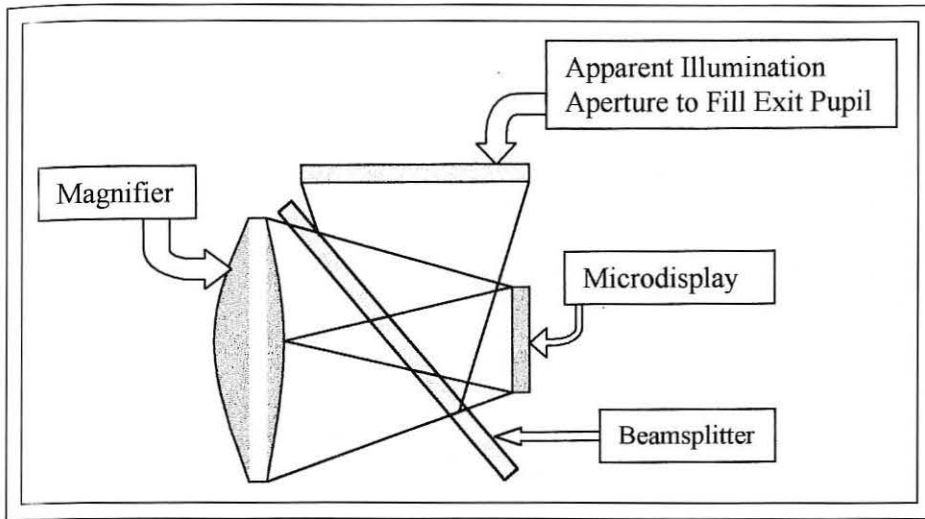 Apparent Illumination
Aperture to Fill Exit Pupil
Magnifier
Microdisplay
Beamsplitter